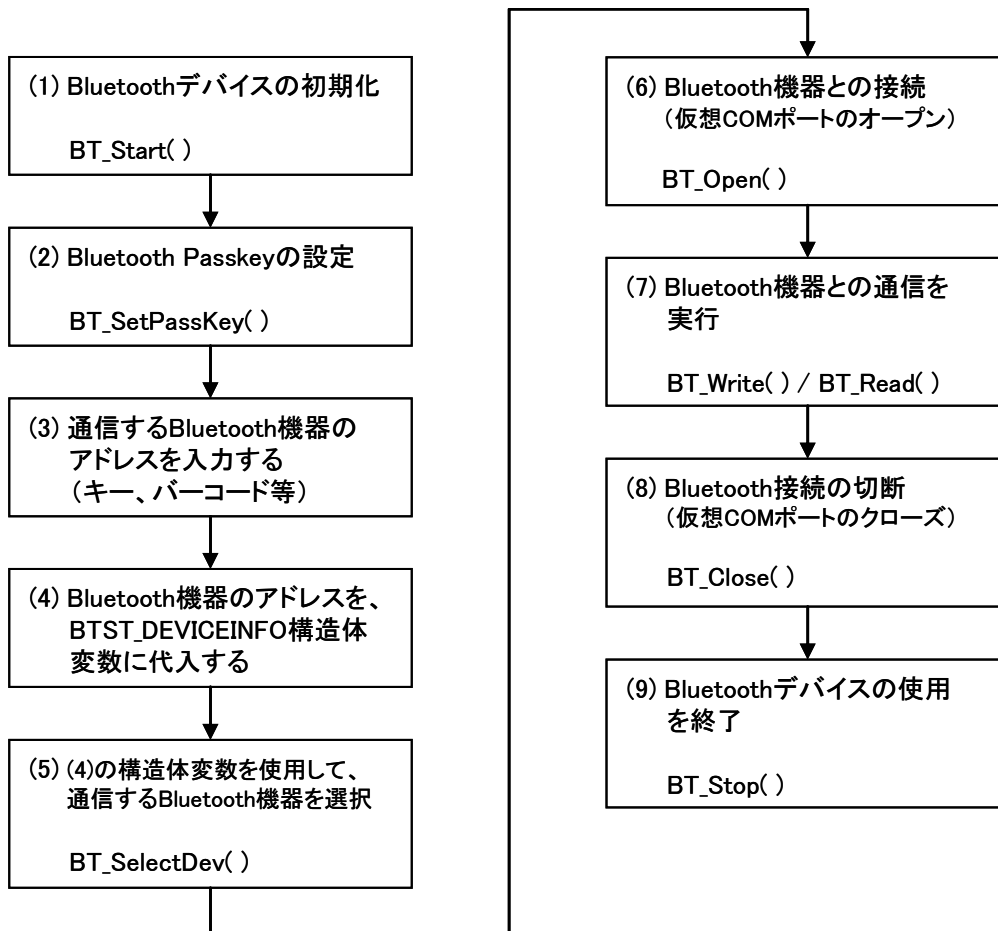 (1) Bluetoothデバイスの初期化
BT_Start( )
(2) Bluetooth Passkeyの設定
BT_SetPassKey( )
(3) 通信するBluetooth機器の
アドレスを入力する
（キー、バーコード等）
(4) Bluetooth機器のアドレスを、
BTST_DEVICEINFO構造体
変数に代入する
(5) (4)の構造体変数を使用して、
通信するBluetooth機器を選択
BT_SelectDev( )
(6) Bluetooth機器との接続
（仮想COMポートのオープン）
BT_Open( )
(7) Bluetooth機器との通信を
実行
BT_Write( ) / BT_Read( )
(8) Bluetooth接続の切断
（仮想COMポートのクローズ）
BT_Close( )
(9) Bluetoothデバイスの使用
を終了
BT_Stop( )